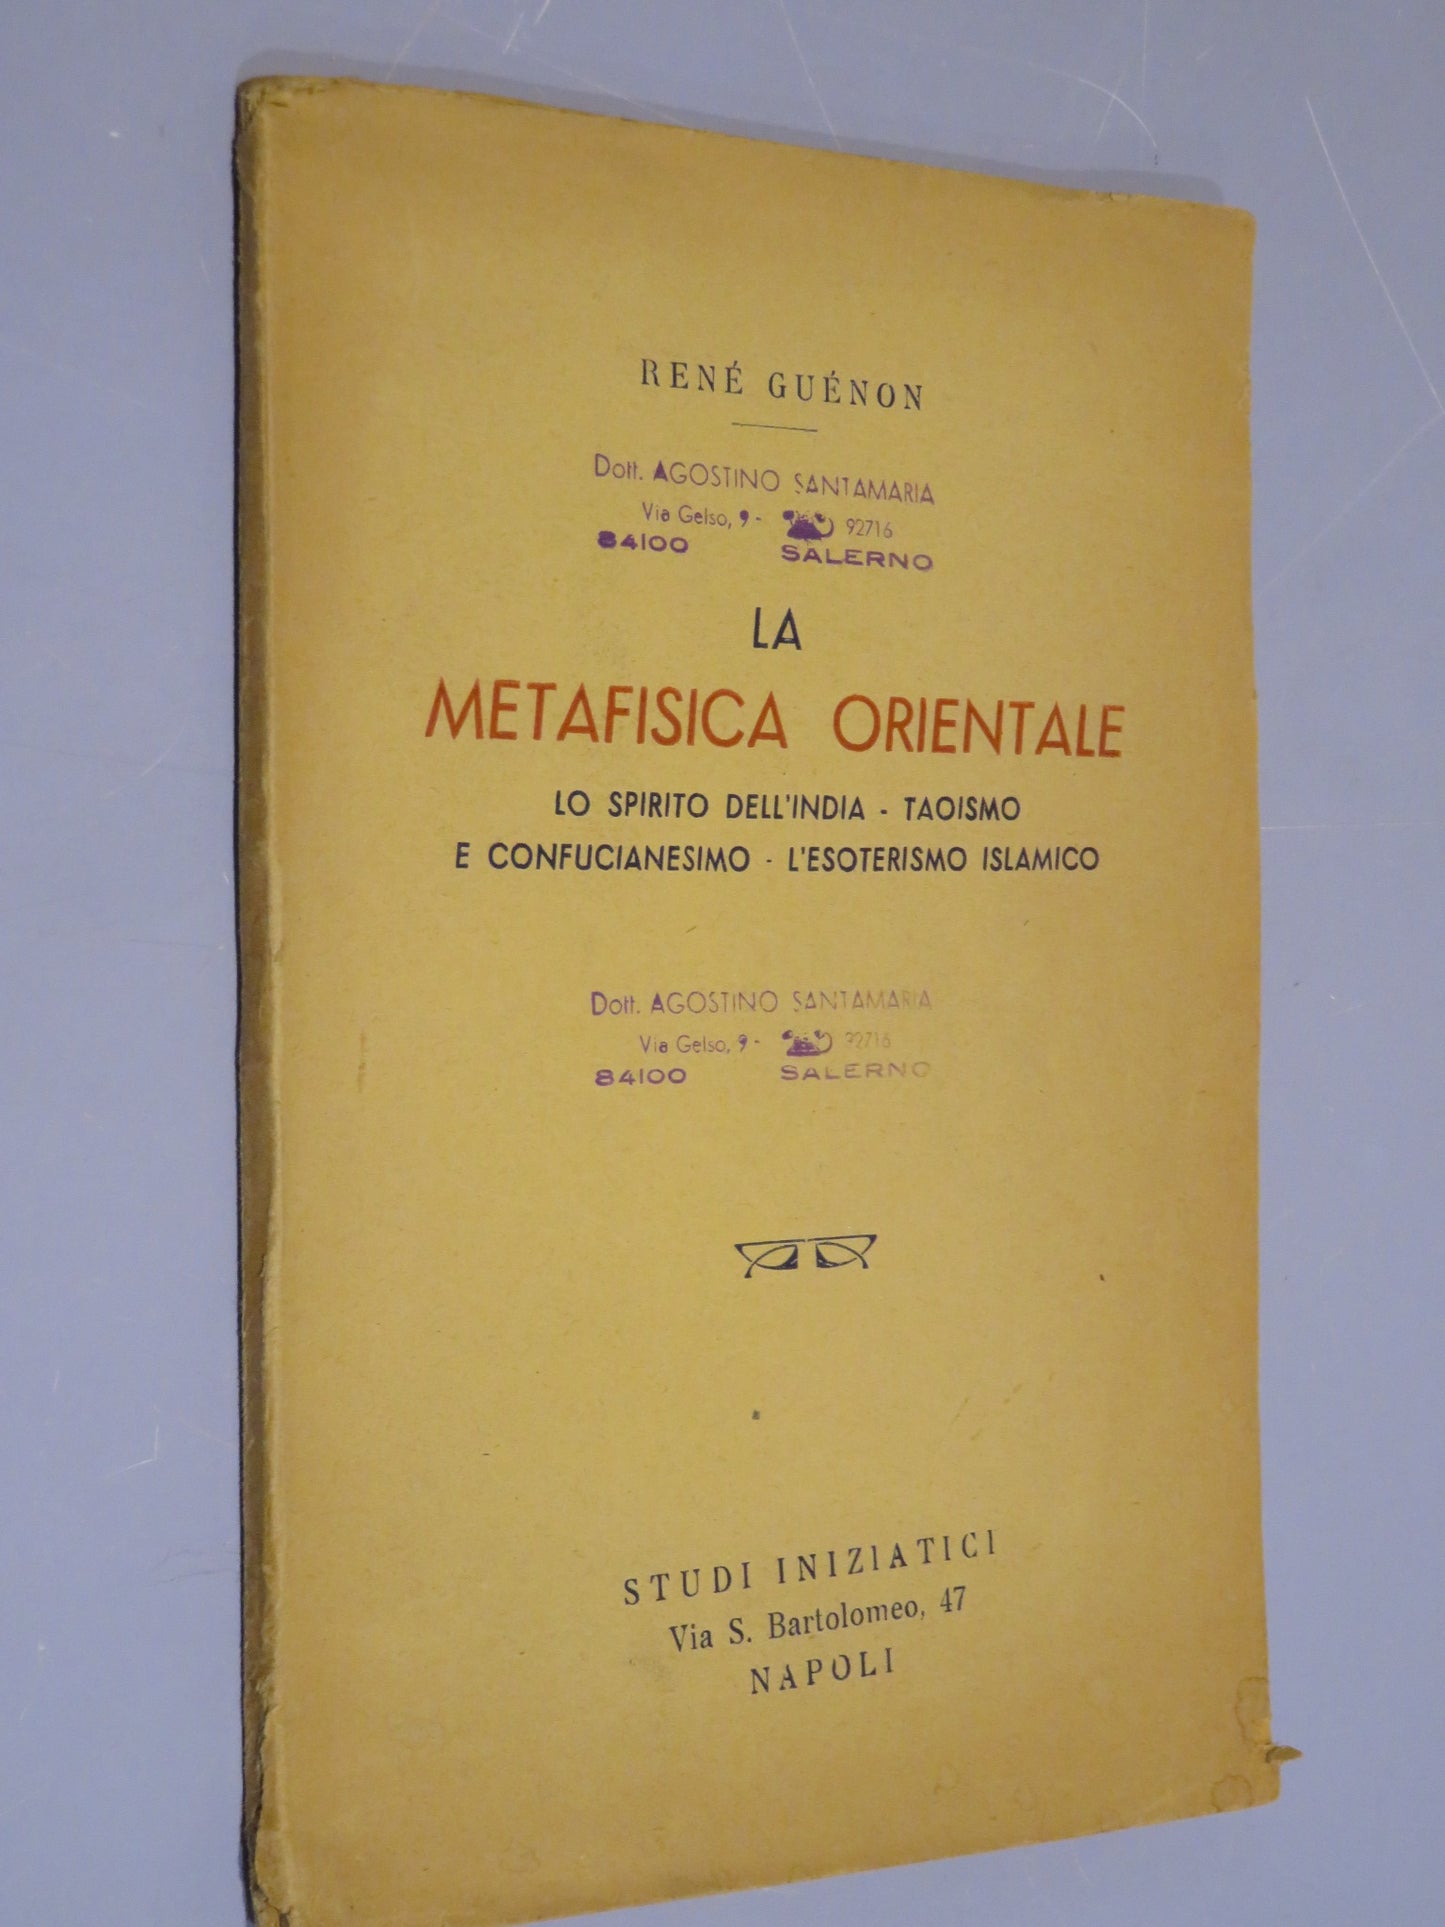 RENÉ GUÉNON
Dott. AGOSTINO SANTAMARIA
Via Gelso, 9 - 92716
84100 SALERNO
LA
METAFISICA ORIENTALE
LO SPIRITO DELL'INDIA - TAOISMO
E CONFUCIANESIMO - L'ESOTERISMO ISLAMICO
Dott. AGOSTINO SANTAMARIA
Via Gelso, 9 - 92716
84100 SALERNO
STUDI INIZIATICI
Via S. Bartolomeo, 47
NAPOLI